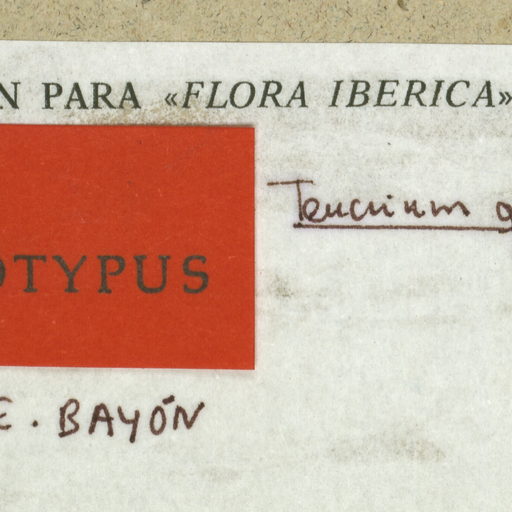 N PARA «FLORA IBERICA»
Teucrium
OTYPUS
E. BAYÓN